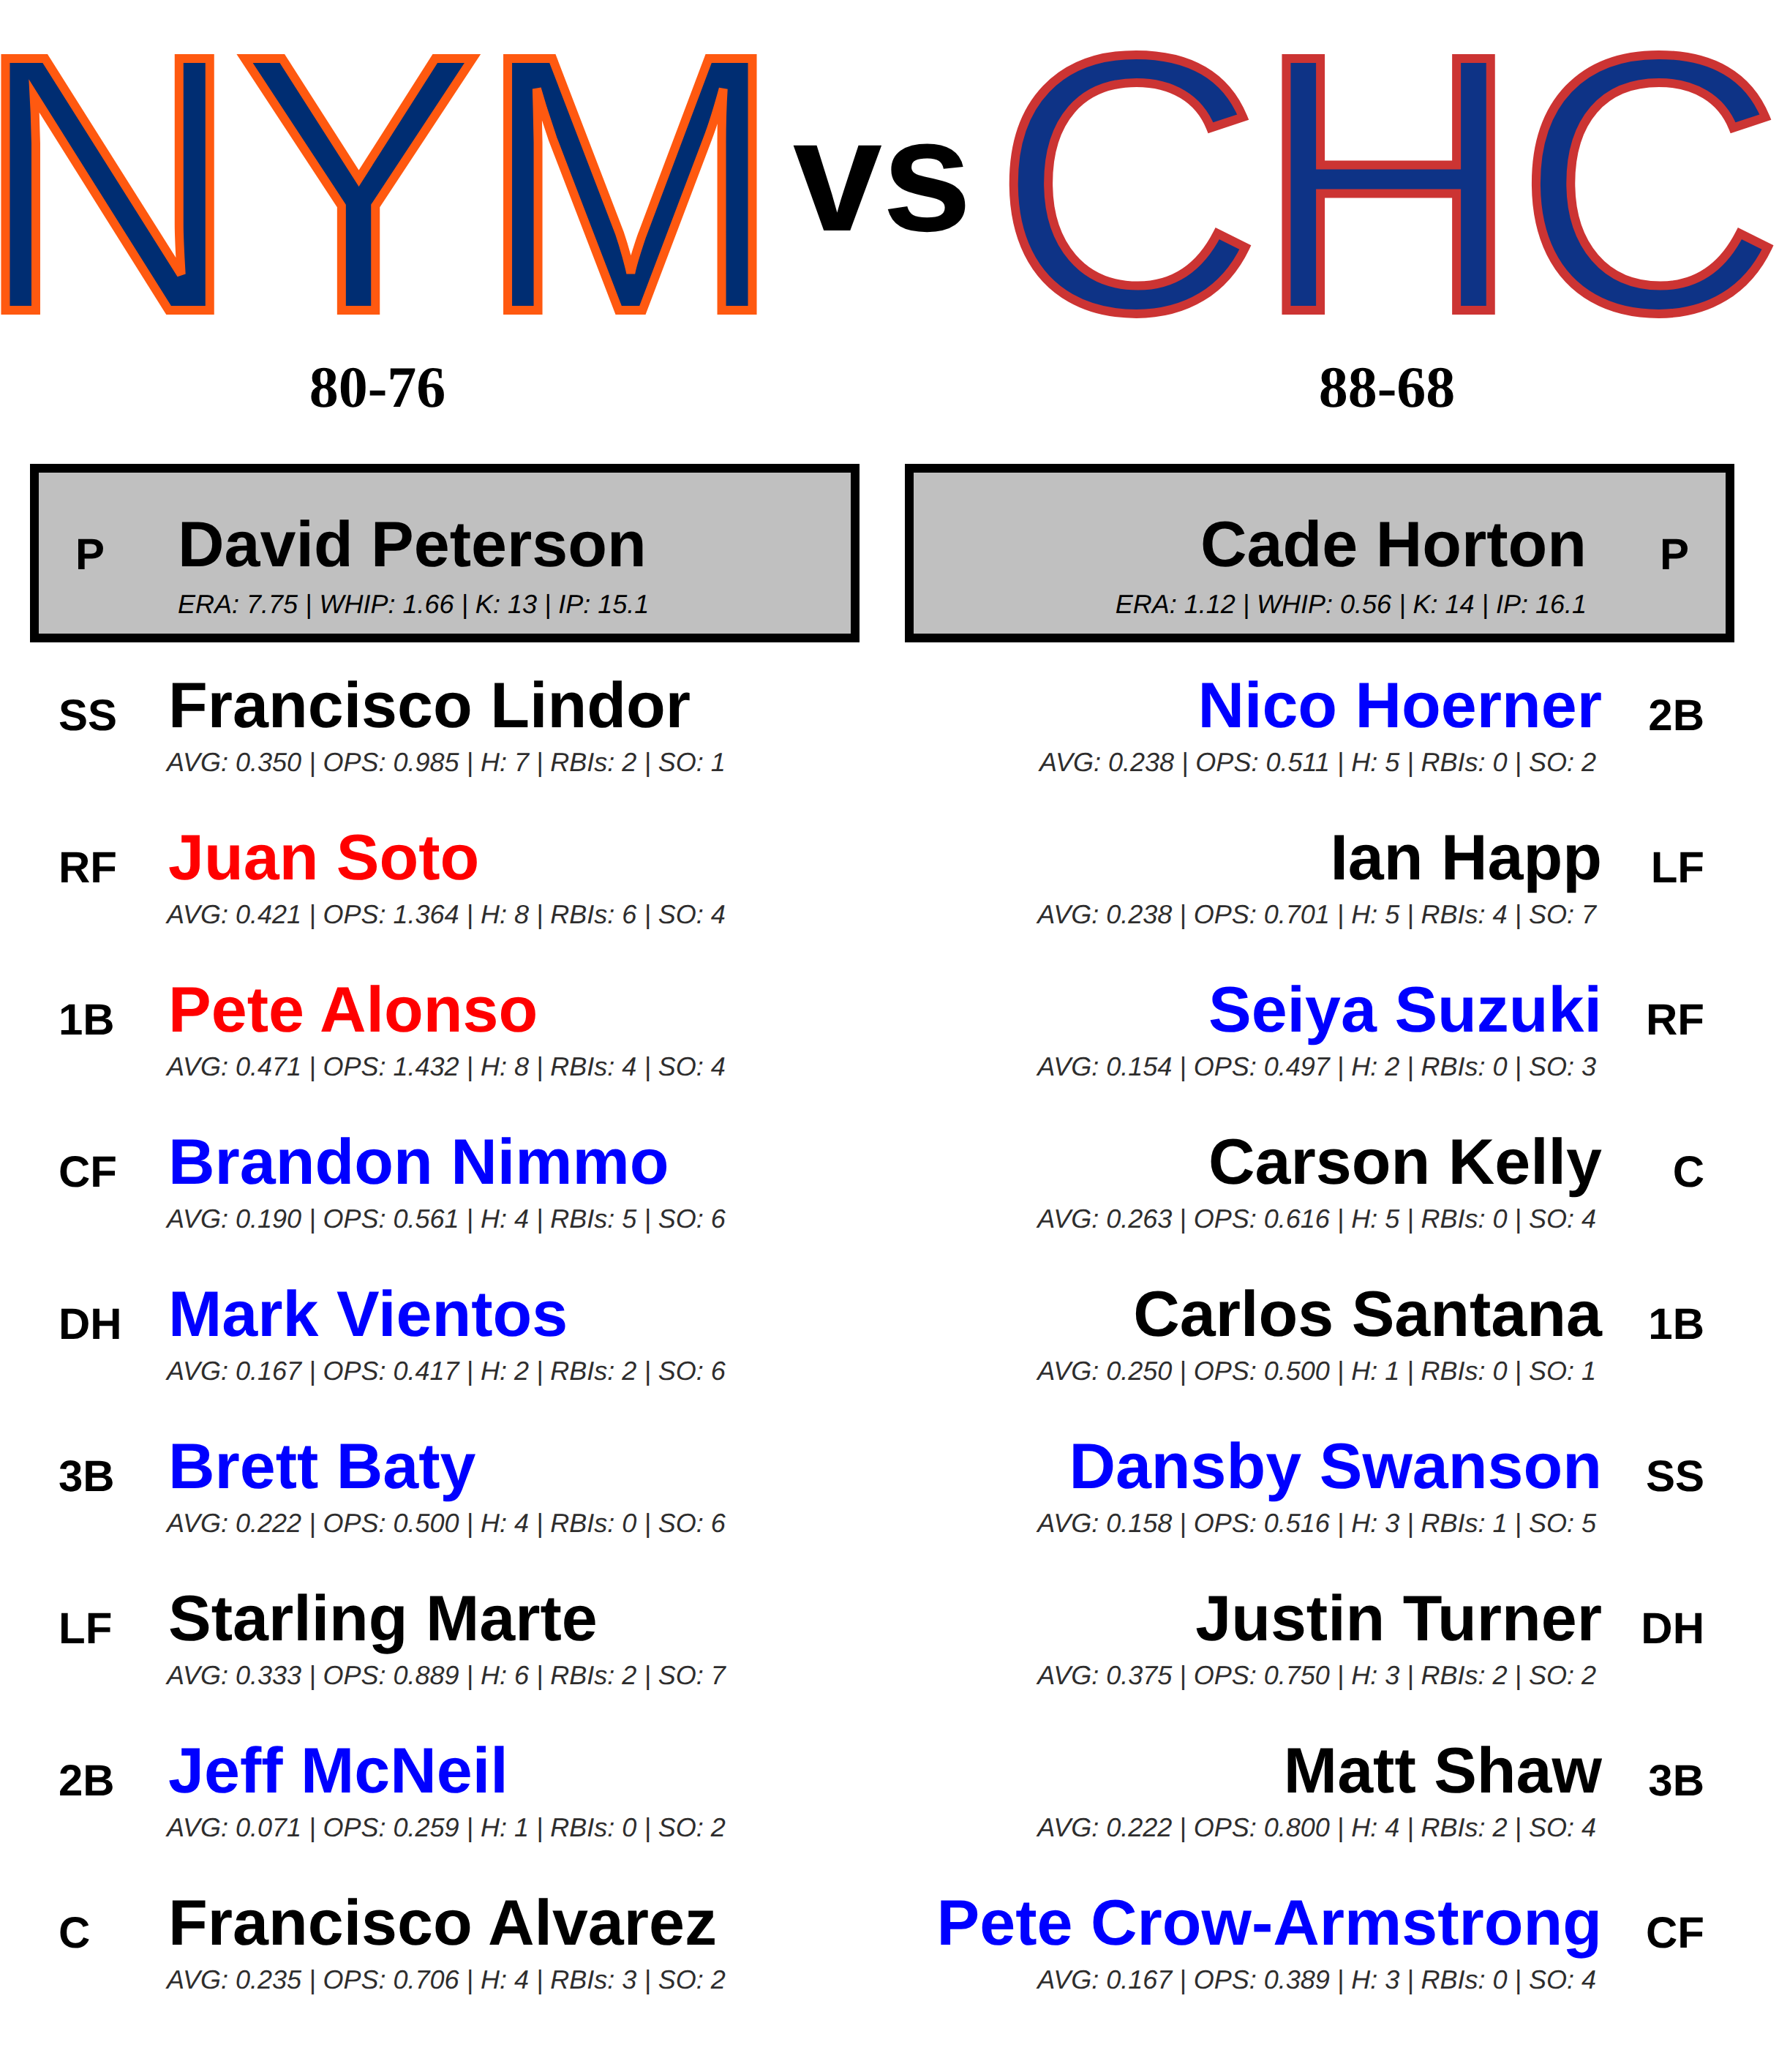 NYM vs CHC
80-76 88-68
P David Peterson Cade Horton P
ERA: 7.75 | WHIP: 1.66 | K: 13 | IP: 15.1 ERA: 1.12 | WHIP: 0.56 | K: 14 | IP: 16.1
SS Francisco Lindor Nico Hoerner 2B
AVG: 0.350 | OPS: 0.985 | H: 7 | RBIs: 2 | SO: 1 AVG: 0.238 | OPS: 0.511 | H: 5 | RBIs: 0 | SO: 2
RF Juan Soto Ian Happ LF
AVG: 0.421 | OPS: 1.364 | H: 8 | RBIs: 6 | SO: 4 AVG: 0.238 | OPS: 0.701 | H: 5 | RBIs: 4 | SO: 7
1B Pete Alonso Seiya Suzuki RF
AVG: 0.471 | OPS: 1.432 | H: 8 | RBIs: 4 | SO: 4 AVG: 0.154 | OPS: 0.497 | H: 2 | RBIs: 0 | SO: 3
CF Brandon Nimmo Carson Kelly C
AVG: 0.190 | OPS: 0.561 | H: 4 | RBIs: 5 | SO: 6 AVG: 0.263 | OPS: 0.616 | H: 5 | RBIs: 0 | SO: 4
DH Mark Vientos Carlos Santana 1B
AVG: 0.167 | OPS: 0.417 | H: 2 | RBIs: 2 | SO: 6 AVG: 0.250 | OPS: 0.500 | H: 1 | RBIs: 0 | SO: 1
3B Brett Baty Dansby Swanson SS
AVG: 0.222 | OPS: 0.500 | H: 4 | RBIs: 0 | SO: 6 AVG: 0.158 | OPS: 0.516 | H: 3 | RBIs: 1 | SO: 5
LF Starling Marte Justin Turner DH
AVG: 0.333 | OPS: 0.889 | H: 6 | RBIs: 2 | SO: 7 AVG: 0.375 | OPS: 0.750 | H: 3 | RBIs: 2 | SO: 2
2B Jeff McNeil Matt Shaw 3B
AVG: 0.071 | OPS: 0.259 | H: 1 | RBIs: 0 | SO: 2 AVG: 0.222 | OPS: 0.800 | H: 4 | RBIs: 2 | SO: 4
C Francisco Alvarez Pete Crow-Armstrong CF
AVG: 0.235 | OPS: 0.706 | H: 4 | RBIs: 3 | SO: 2 AVG: 0.167 | OPS: 0.389 | H: 3 | RBIs: 0 | SO: 4